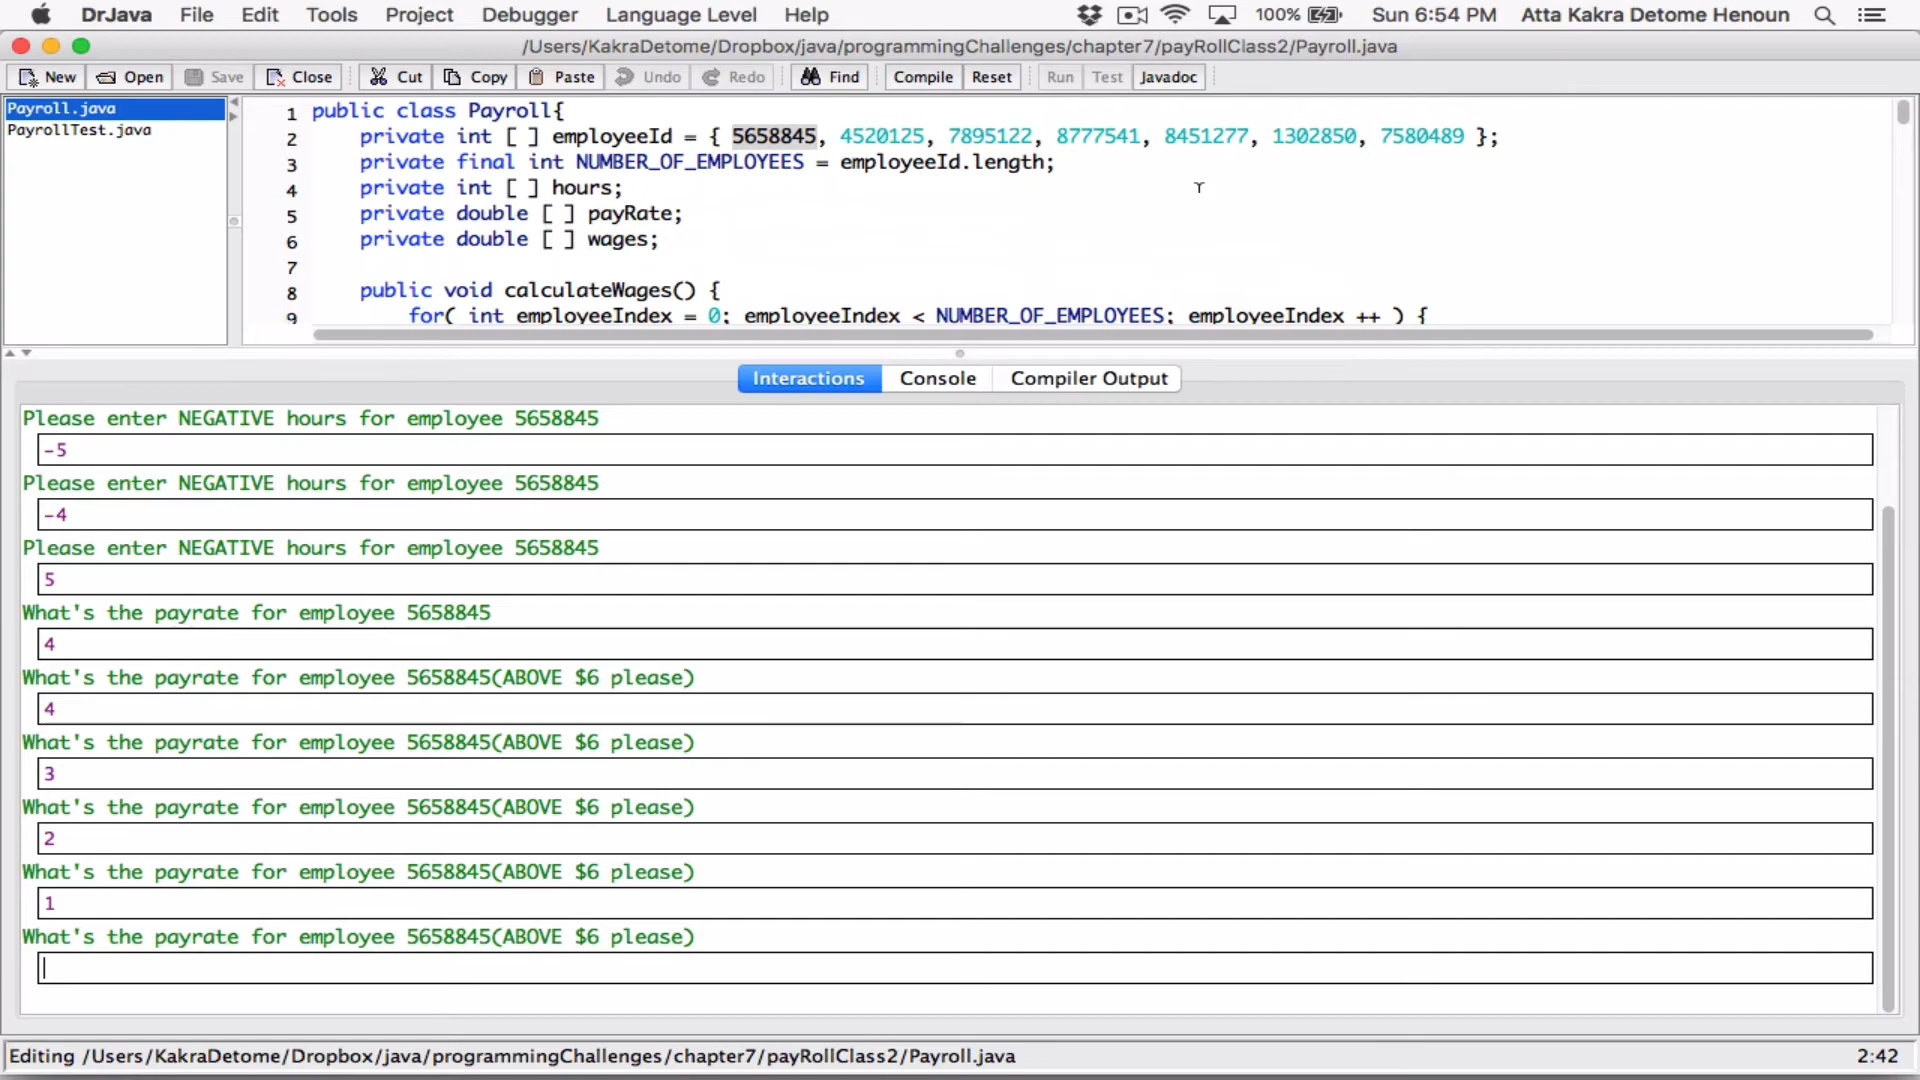 DrJava File Edit Tools Project Debugger Language Level Help 100% Sun 6:54 PM Atta Kakra Detome Henoun
/Users/KakraDetome/Dropbox/java/programmingChallenges/chapter7/payRollClass2/Payroll.java
New Open Save Close Cut Copy Paste Undo Redo Find Compile Reset Run Test Javadoc
Payroll.java
PayrollTest.java
1 public class Payroll{
2 private int [ ] employeeId = { 5658845, 4520125, 7895122, 8777541, 8451277, 1302850, 7580489 };
3 private final int NUMBER_OF_EMPLOYEES = employeeId.length;
4 private int [ ] hours;
5 private double [ ] payRate;
6 private double [ ] wages;
7
8 public void calculateWages() {
9 for( int employeeIndex = 0; employeeIndex < NUMBER_OF_EMPLOYEES; employeeIndex ++ ) {
Interactions Console Compiler Output
Please enter NEGATIVE hours for employee 5658845
-5
Please enter NEGATIVE hours for employee 5658845
-4
Please enter NEGATIVE hours for employee 5658845
5
What's the payrate for employee 5658845
4
What's the payrate for employee 5658845(ABOVE $6 please)
4
What's the payrate for employee 5658845(ABOVE $6 please)
3
What's the payrate for employee 5658845(ABOVE $6 please)
2
What's the payrate for employee 5658845(ABOVE $6 please)
1
What's the payrate for employee 5658845(ABOVE $6 please)
Editing /Users/KakraDetome/Dropbox/java/programmingChallenges/chapter7/payRollClass2/Payroll.java 2:42